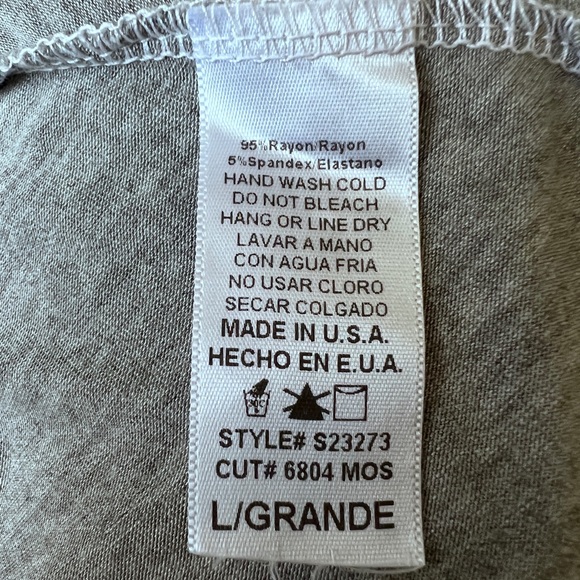 95%Rayon/Rayon
5%Spandex/Elastano
HAND WASH COLD
DO NOT BLEACH
HANG OR LINE DRY
LAVAR A MANO
CON AGUA FRIA
NO USAR CLORO
SECAR COLGADO
MADE IN U.S.A.
HECHO EN E.U.A.
STYLE# S23273
CUT# 6804 MOS
L/GRANDE